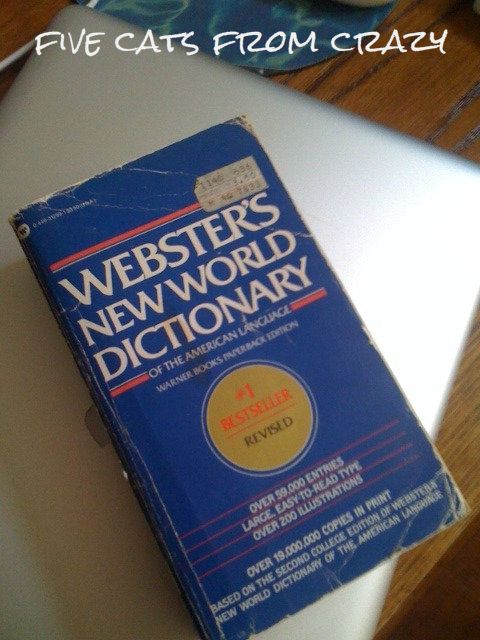 FIVE CATS FROM CRAZY
WEBSTER'S
NEW WORLD
DICTIONARY
OF THE AMERICAN LANGUAGE
WARNER BOOKS PAPERBACK EDITION
#1
BESTSELLER
REVISED
OVER 59,000 ENTRIES
LARGE, EASY-TO-READ TYPE
OVER 200 ILLUSTRATIONS
OVER 19,000,000 COPIES IN PRINT
BASED ON THE SECOND COLLEGE EDITION OF WEBSTER'S
NEW WORLD DICTIONARY OF THE AMERICAN LANGUAGE